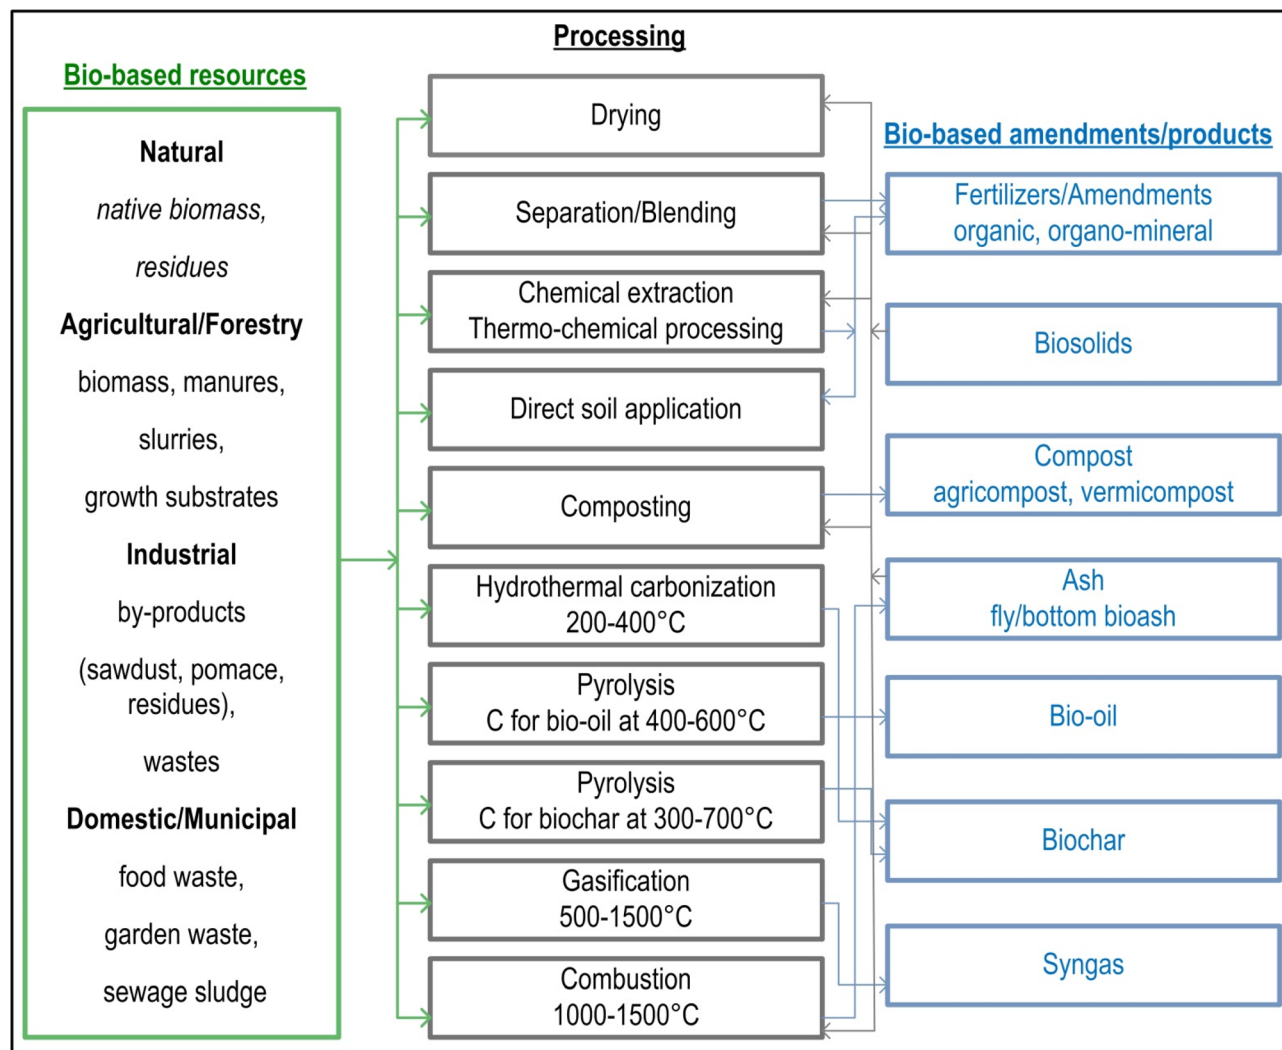 Processing
Bio-based resources
Natural
native biomass,
residues
Agricultural/Forestry
biomass, manures,
slurries,
growth substrates
Industrial
by-products
(sawdust, pomace,
residues),
wastes
Domestic/Municipal
food waste,
garden waste,
sewage sludge
Drying
Separation/Blending
Chemical extraction
Thermo-chemical processing
Direct soil application
Composting
Hydrothermal carbonization
200-400°C
Pyrolysis
C for bio-oil at 400-600°C
Pyrolysis
C for biochar at 300-700°C
Gasification
500-1500°C
Combustion
1000-1500°C
Bio-based amendments/products
Fertilizers/Amendments
organic, organo-mineral
Biosolids
Compost
agricompost, vermicompost
Ash
fly/bottom bioash
Bio-oil
Biochar
Syngas